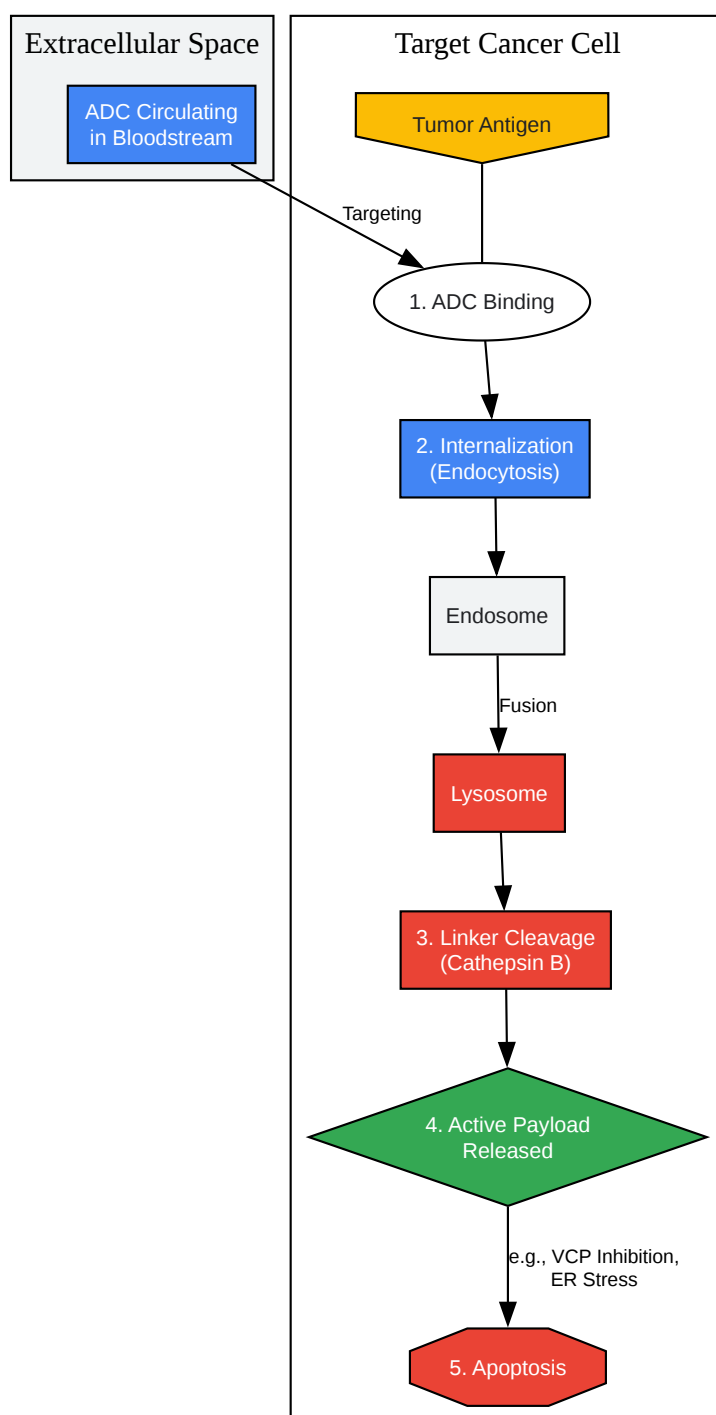 Extracellular Space
ADC Circulating
in Bloodstream
Target Cancer Cell
Tumor Antigen
Targeting
1. ADC Binding
2. Internalization
(Endocytosis)
Endosome
Fusion
Lysosome
3. Linker Cleavage
(Cathepsin B)
4. Active Payload
Released
e.g., VCP Inhibition,
ER Stress
5. Apoptosis